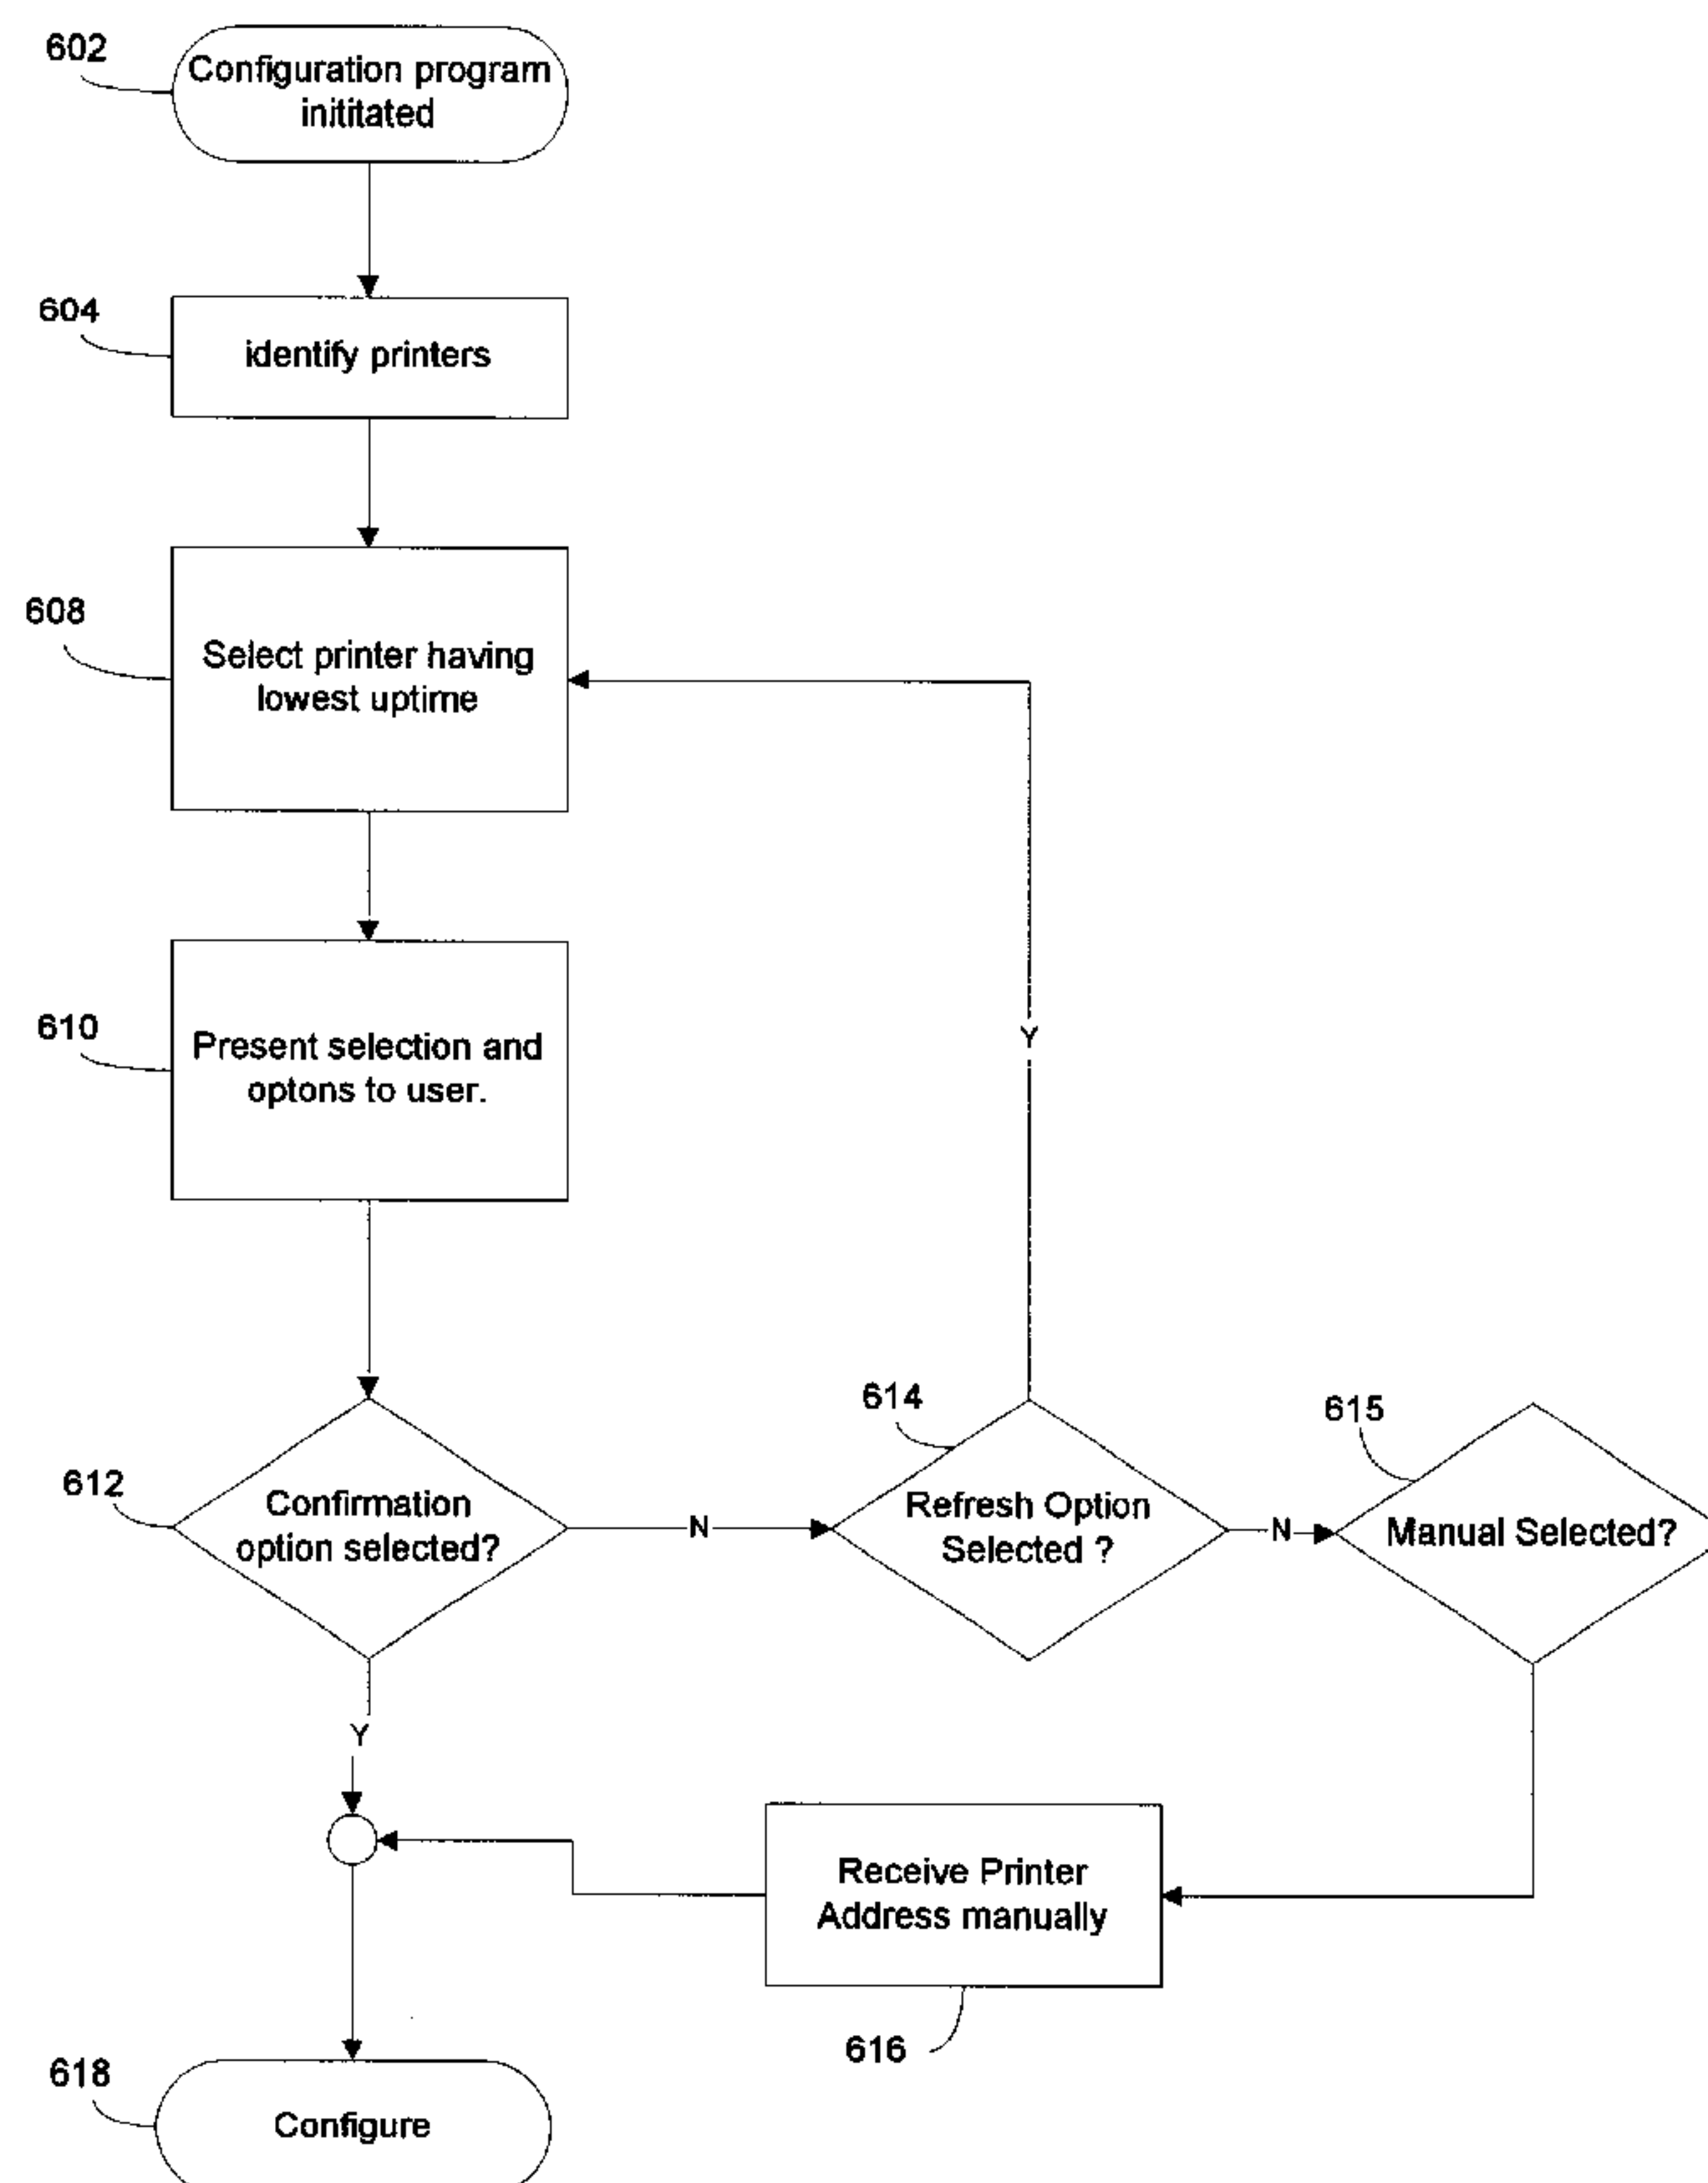 602
Configuration program
inititated
604
identify printers
608
Select printer having
lowest uptime
610
Present selection and
optons to user.
Y
612
Confirmation
option selected?
N
614
Refresh Option
Selected ?
N
615
Manual Selected?
Y
Receive Printer
Address manually
616
618
Configure